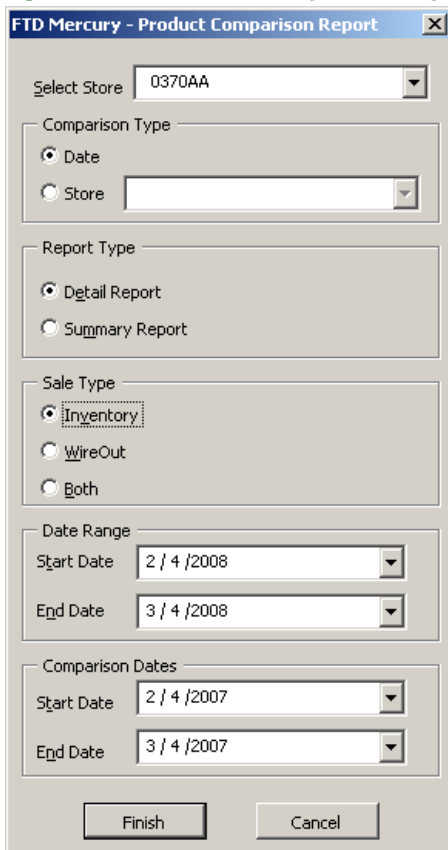 FTD Mercury - Product Comparison Report
Select Store 0370AA
Comparison Type
Date
Store
Report Type
Detail Report
Summary Report
Sale Type
Inventory
WireOut
Both
Date Range
Start Date 2 / 4 /2008
End Date 3 / 4 /2008
Comparison Dates
Start Date 2 / 4 /2007
End Date 3 / 4 /2007
Finish Cancel